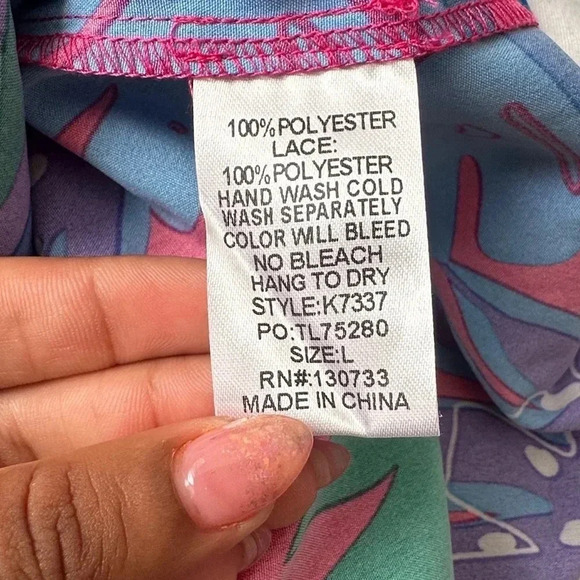 100% POLYESTER
LACE:
100% POLYESTER
HAND WASH COLD
WASH SEPARATELY
COLOR WILL BLEED
NO BLEACH
HANG TO DRY
STYLE:K7337
PO:TL75280
SIZE:L
RN#:130733
MADE IN CHINA